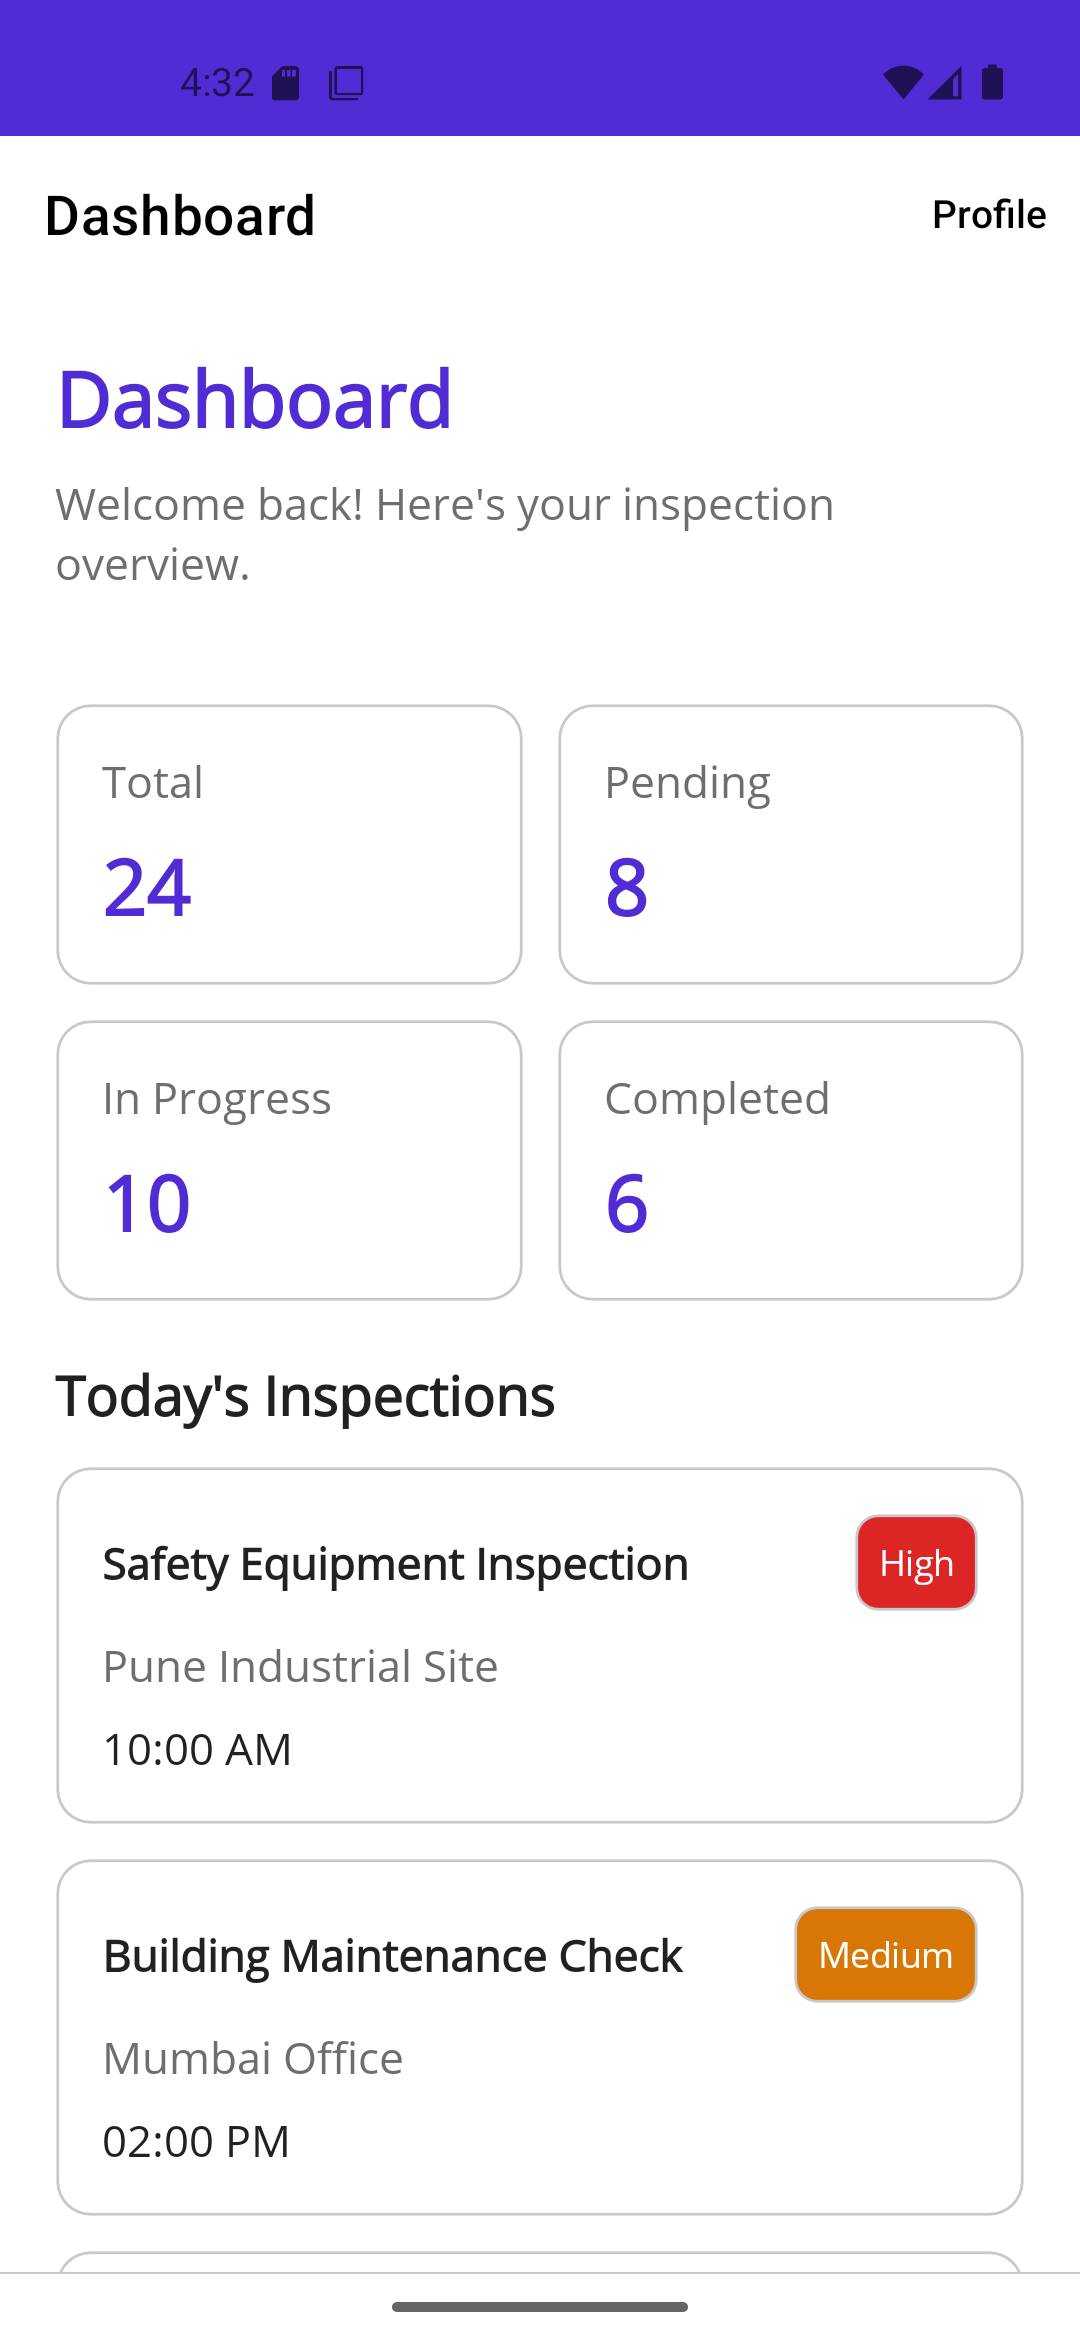 4:32
Dashboard
Profile
Dashboard
Welcome back! Here's your inspection
overview.
Total
Pending
24
8
In Progress
Completed
10
6
Today's Inspections
Safety Equipment Inspection
High
Pune Industrial Site
10:00 AM
Building Maintenance Check
Medium
Mumbai Office
02:00 PM